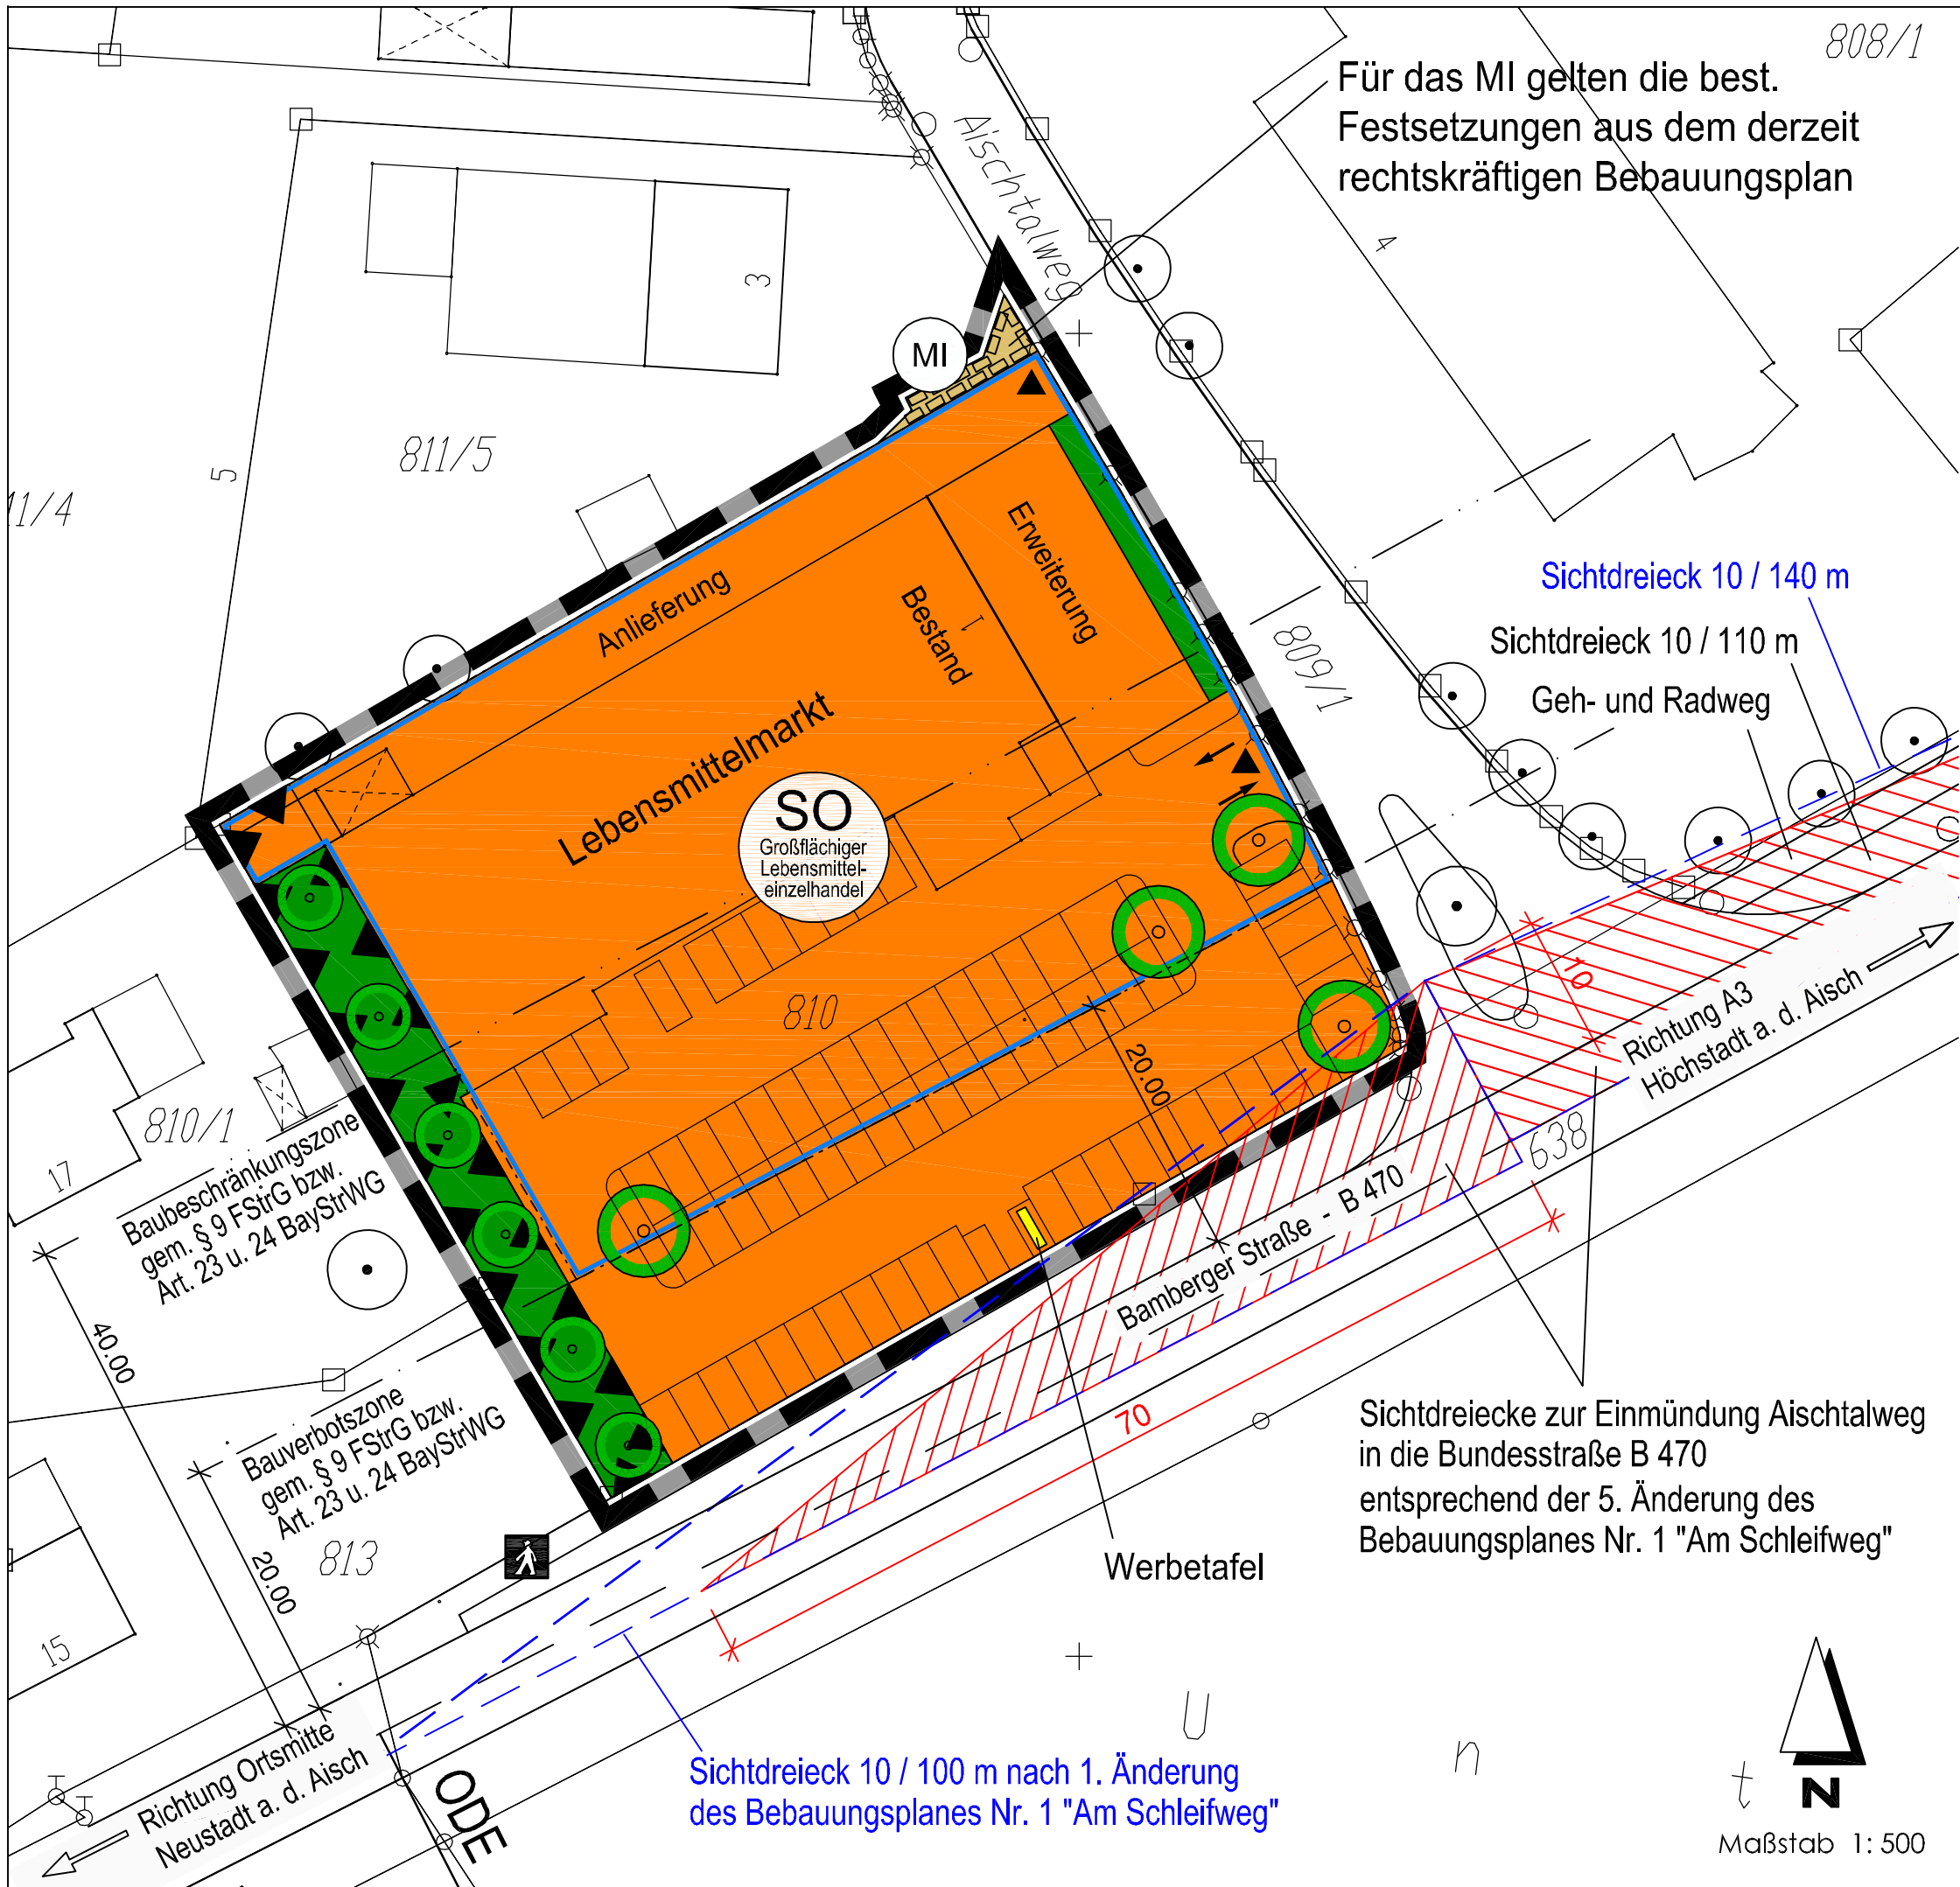 808/1
Für das MI gelten die best.
Festsetzungen aus dem derzeit
rechtskräftigen Bebauungsplan
Aischtalweg
4
3
MI
5
811/5
11/4
Anlieferung
Erweiterung
Bestand
1
Lebensmittelmarkt
SO
Großflächiger
Lebensmittel-
einzelhandel
809/1
Sichtdreieck 10 / 140 m
Sichtdreieck 10 / 110 m
Geh- und Radweg
810
20.00
10
Richtung A3
Höchstadt a. d. Aisch
638
810/1
17
Baubeschränkungszone
gem. § 9 FStrG bzw.
Art. 23 u. 24 BayStrWG
40.00
Bauverbotszone
gem. § 9 FStrG bzw.
Art. 23 u. 24 BayStrWG
20.00
813
15
Bamberger Straße - B 470
70
Werbetafel
Sichtdreiecke zur Einmündung Aischtalweg
in die Bundesstraße B 470
entsprechend der 5. Änderung des
Bebauungsplanes Nr. 1 "Am Schleifweg"
Richtung Ortsmitte
Neustadt a. d. Aisch
ODE
Sichtdreieck 10 / 100 m nach 1. Änderung
des Bebauungsplanes Nr. 1 "Am Schleifweg"
U n t
N
Maßstab 1: 500